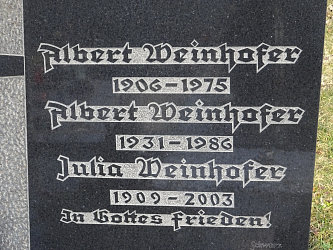 Albert Weinhofer
1906-1975
Albert Weinhofer
1931-1986
Julia Weinhofer
1909-2003
In Gottes Frieden!